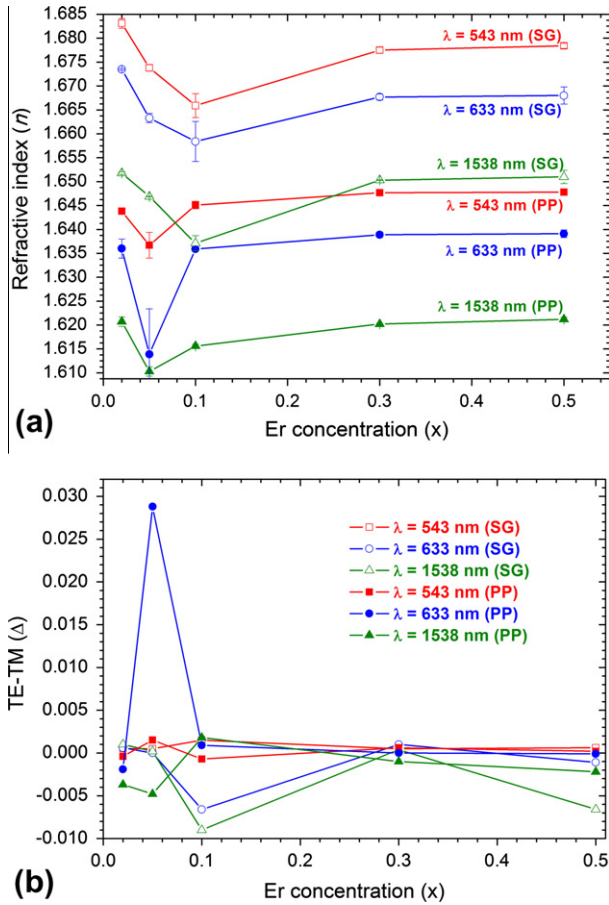 1.685
1.680
1.675
1.670
1.665
1.660
1.655
1.650
1.645
1.640
1.635
1.630
1.625
1.620
1.615
1.610
Refractive index (n)
λ = 543 nm (SG)
λ = 633 nm (SG)
λ = 1538 nm (SG)
λ = 543 nm (PP)
λ = 633 nm (PP)
λ = 1538 nm (PP)
0.0 0.1 0.2 0.3 0.4 0.5
Er concentration (x)
(a)
0.030
0.025
0.020
0.015
0.010
0.005
0.000
-0.005
-0.010
TE-TM (Δ)
λ = 543 nm (SG)
λ = 633 nm (SG)
λ = 1538 nm (SG)
λ = 543 nm (PP)
λ = 633 nm (PP)
λ = 1538 nm (PP)
0.0 0.1 0.2 0.3 0.4 0.5
Er concentration (x)
(b)